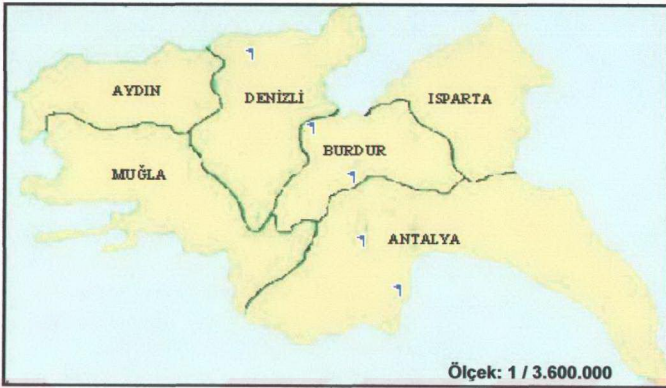 AYDIN
DENİZLİ
ISPARTA
BURDUR
MUĞLA
ANTALYA
Ölçek: 1 / 3.600.000